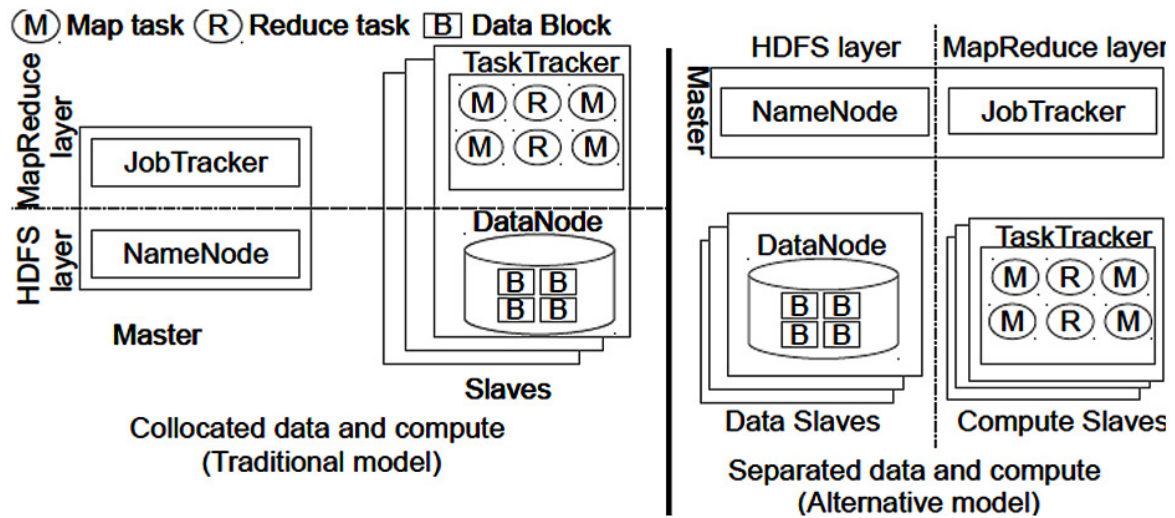 M Map task R Reduce task B Data Block
MapReduce
layer
HDFS
layer
JobTracker
NameNode
Master
TaskTracker
M R M
M R M
DataNode
B B
B B
Slaves
Collocated data and compute
(Traditional model)
HDFS layer MapReduce layer
Master
NameNode JobTracker
DataNode
B B
B B
Data Slaves
TaskTracker
M R M
M R M
Compute Slaves
Separated data and compute
(Alternative model)